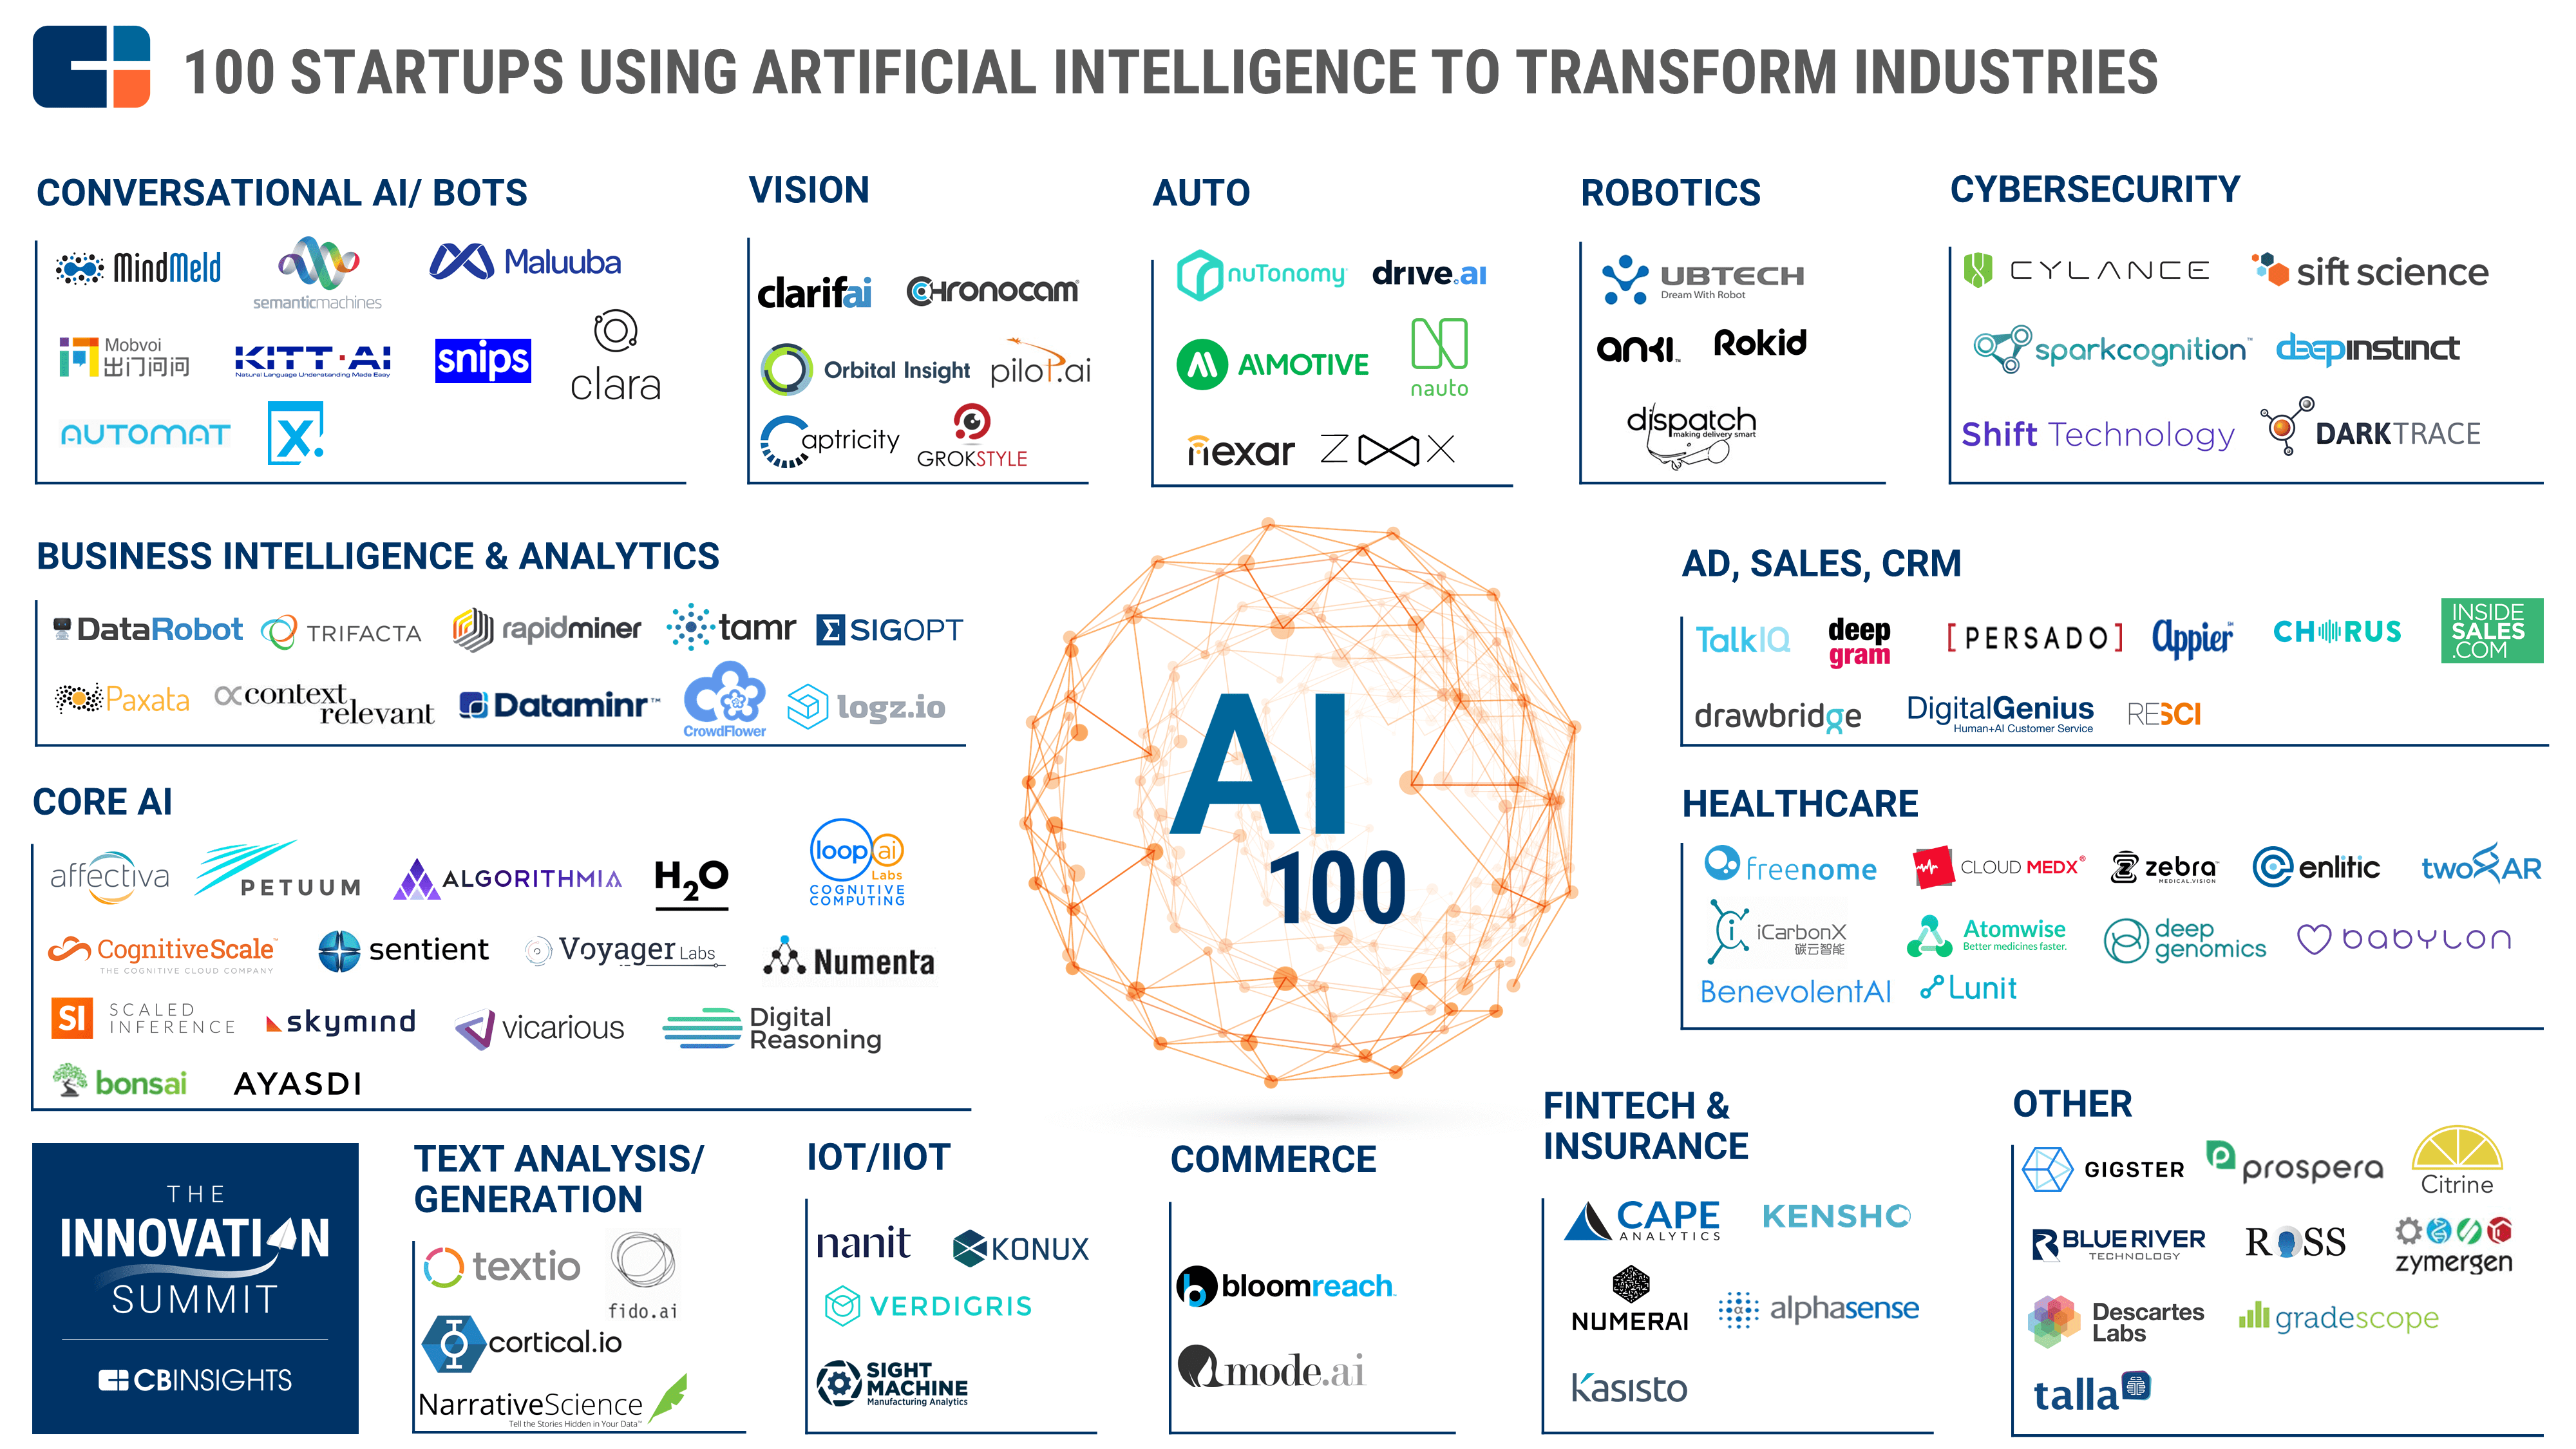 100 STARTUPS USING ARTIFICIAL INTELLIGENCE TO TRANSFORM INDUSTRIES
CONVERSATIONAL AI/ BOTS
MindMeld
semanticmachines
Maluuba
Mobvoi
出门问问
KITT.AI
Natural Language Understanding Made Easy
snips
clara
AUTOMAT
X.
VISION
clarifai
CHRONOCAM
Orbital Insight
pilot.ai
Captricity
GROKSTYLE
AUTO
nuTonomy
drive.ai
AIMOTIVE
nauto
nexar
ZOOX
ROBOTICS
UBTECH
Dream With Robot
ANKI™
Rokid
dispatch
making delivery smart
CYBERSECURITY
CYLANCE
sift science
sparkcognition™
deepinstinct
Shift Technology
DARKTRACE
BUSINESS INTELLIGENCE & ANALYTICS
DataRobot
TRIFACTA
rapidminer
tamr
Σ SIGOPT
Paxata
context
relevant
Dataminr™
CrowdFlower
logz.io
AI
100
AD, SALES, CRM
TalkIQ
deep
gram
[PERSADO]
Appier
CHORUS
INSIDE
SALES
.COM
drawbridge
DigitalGenius
Human+AI Customer Service
RESCI
CORE AI
affectiva
PETUUM
ALGORITHMIA
H2O
loop ai
Labs
COGNITIVE
COMPUTING
CognitiveScale™
THE COGNITIVE CLOUD COMPANY
sentient
Voyager Labs
Numenta
SI
SCALED
INFERENCE
skymind
vicarious
Digital
Reasoning
bonsai
AYASDI
HEALTHCARE
freenome
CLOUD MEDX®
zebra™
MEDICAL.VISION
enlitic
twoXAR
iCarbonX
碳云智能
Atomwise
Better medicines faster.
deep
genomics
babylon
BenevolentAI
Lunit
THE
INNOVATION
SUMMIT
CBINSIGHTS
TEXT ANALYSIS/
GENERATION
textio
fido.ai
cortical.io
NarrativeScience
Tell the Stories Hidden in Your Data™
IOT/IIOT
nanit
KONUX
VERDIGRIS
SIGHT
MACHINE
Manufacturing Analytics
COMMERCE
bloomreach
mode.ai
FINTECH &
INSURANCE
CAPE
ANALYTICS
KENSHO
NUMERAI
alphasense
Kasisto
OTHER
GIGSTER
prospera
Citrine
BLUE RIVER
TECHNOLOGY
ROSS
zymergen
Descartes
Labs
gradescope
talla